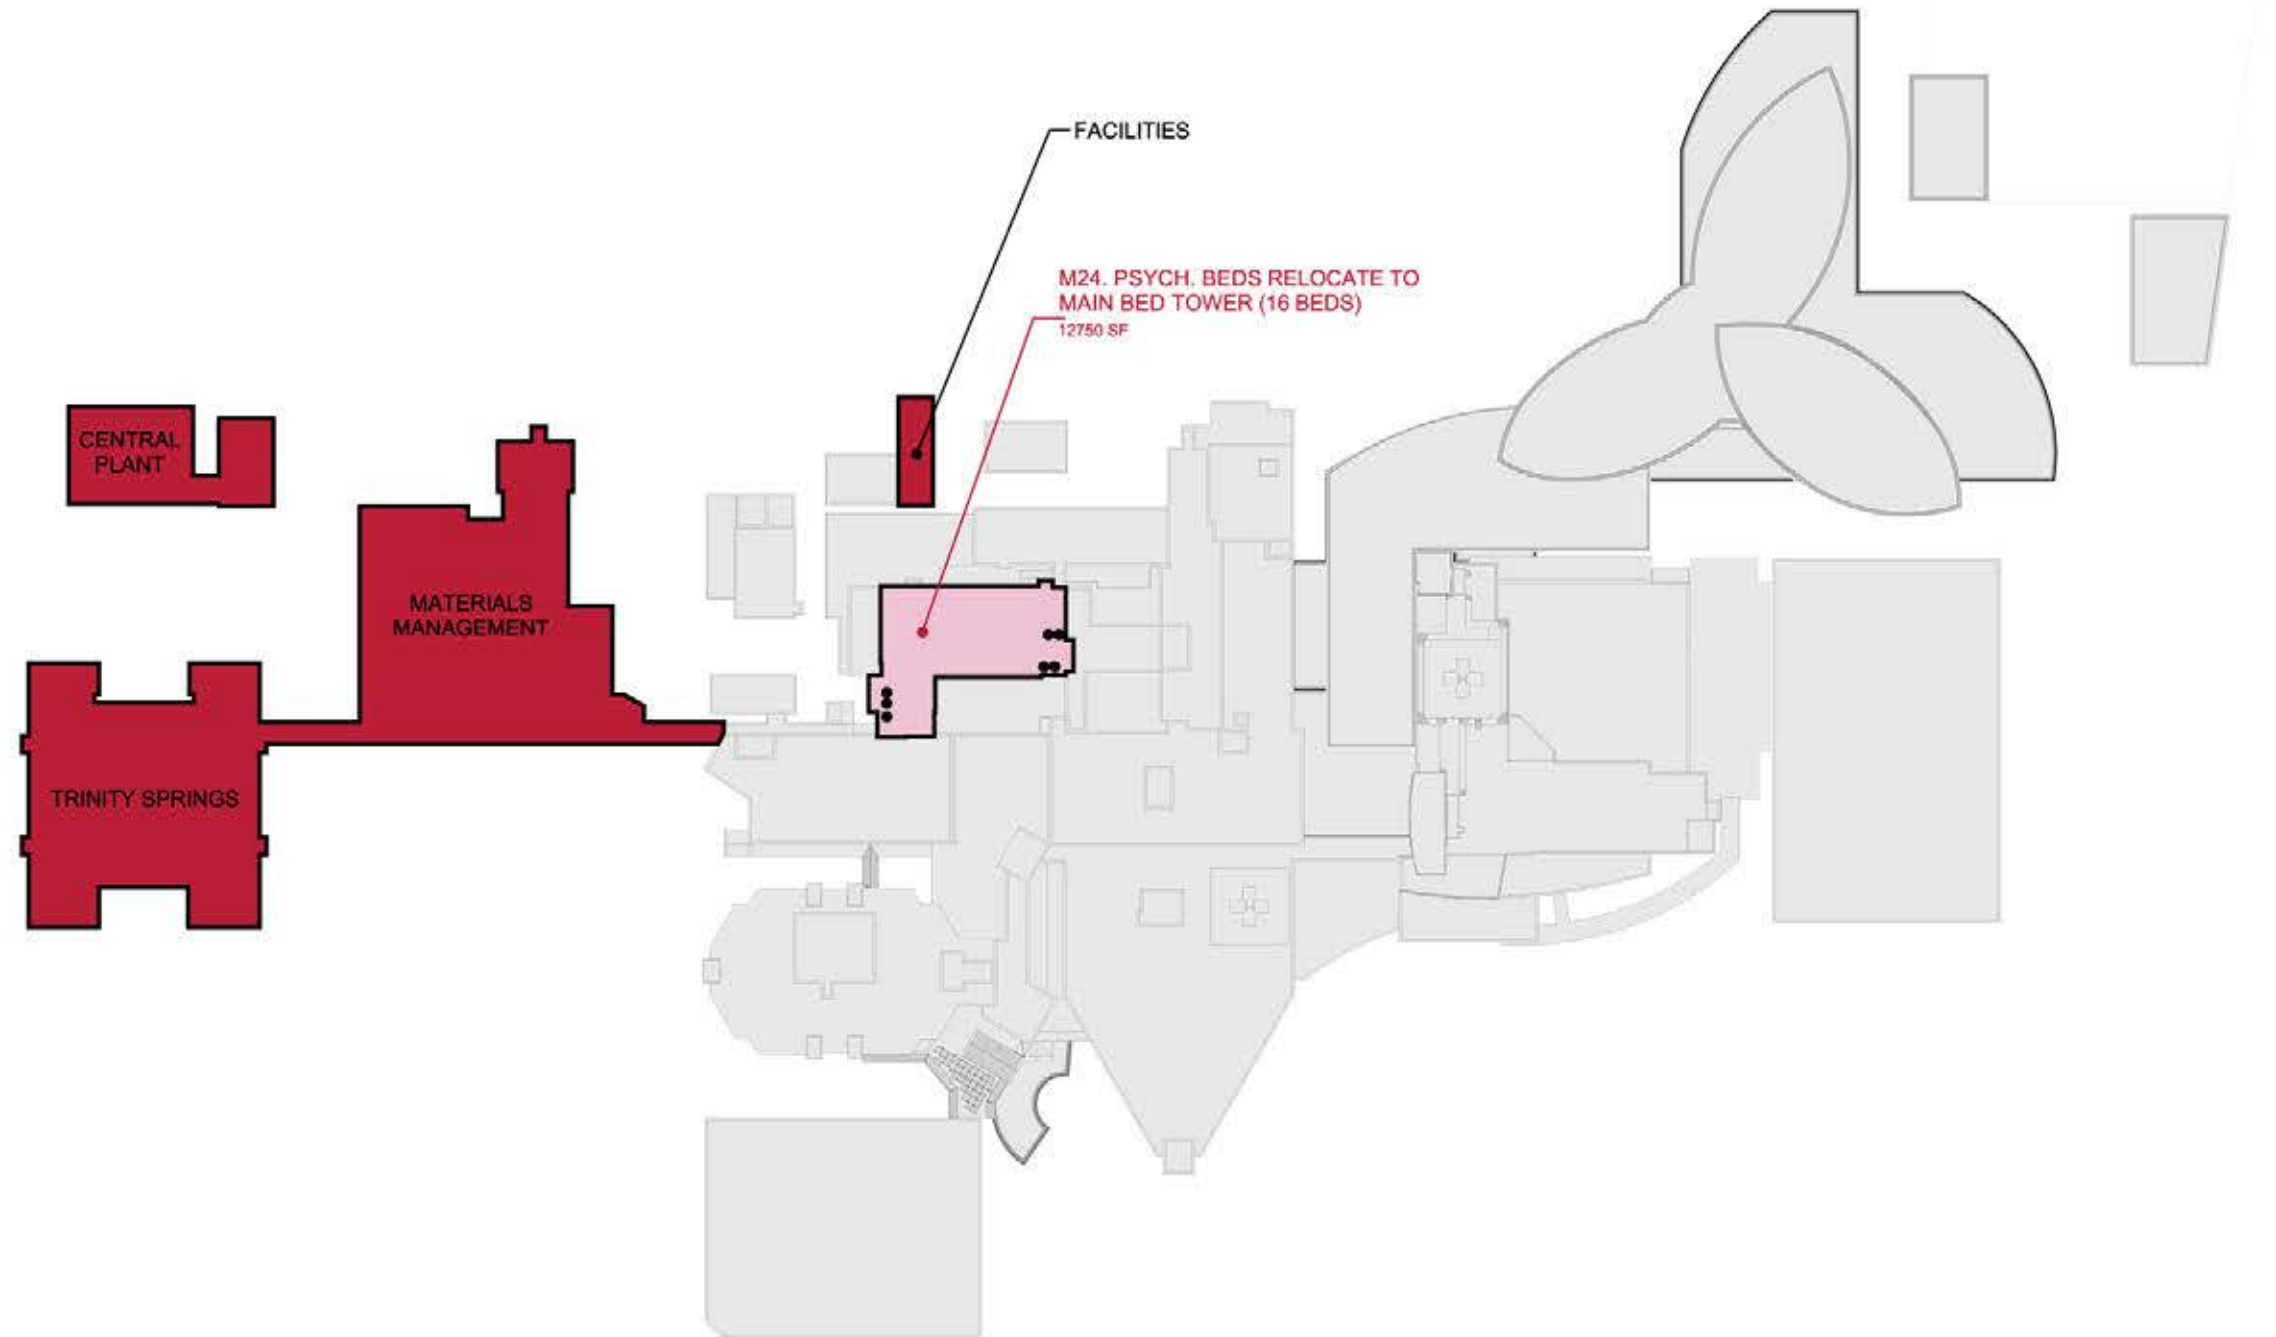 FACILITIES
M24. PSYCH. BEDS RELOCATE TO
MAIN BED TOWER (16 BEDS)
12750 SF
CENTRAL
PLANT
MATERIALS
MANAGEMENT
TRINITY SPRINGS